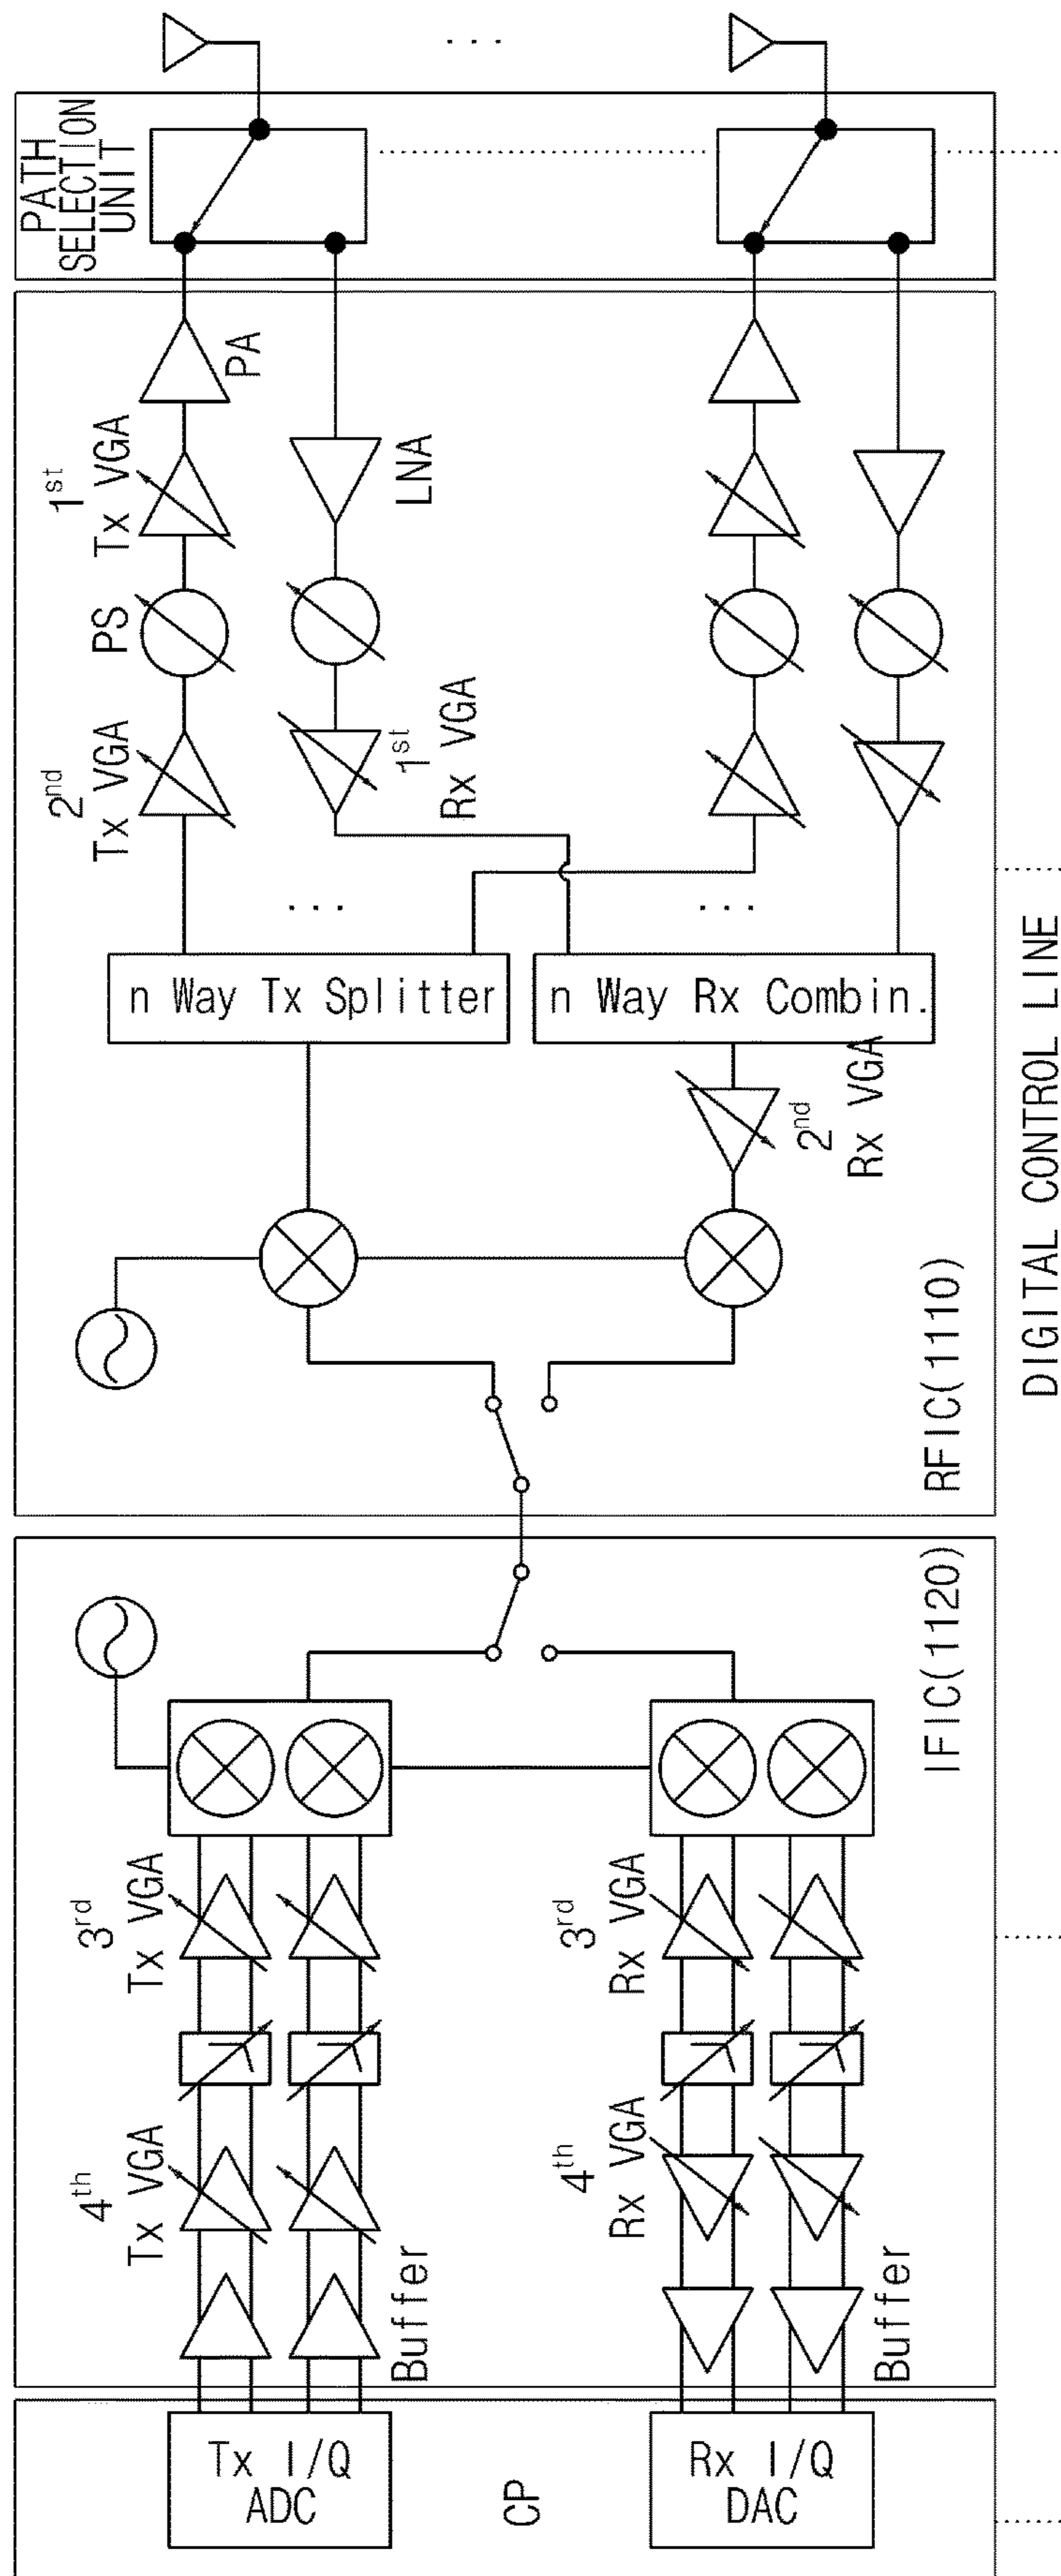 PATH
SELECTION
UNIT
. . .
PA
1st
Tx VGA
LNA
PS
2nd
Tx VGA
1st
Rx VGA
. . .
. . .
n Way Tx Splitter
n Way Rx Combin.
2nd
Rx VGA
RFIC(1110)
DIGITAL CONTROL LINE
IFIC(1120)
3rd
Tx VGA
3rd
Rx VGA
4th
Tx VGA
4th
Rx VGA
Buffer
Buffer
Tx I/Q
ADC
CP
Rx I/Q
DAC